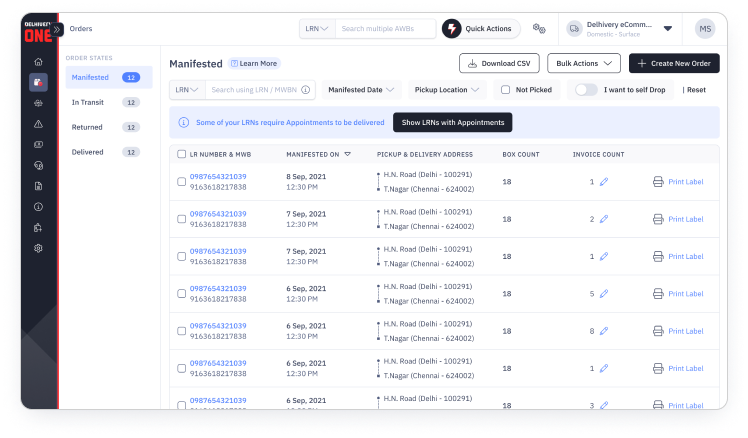 DELHIVERY
ONE
Orders
LRN
Search multiple AWBs
Quick Actions
Delhivery eComm...
Domestic - Surface
MS
ORDER STATES
Manifested 12
In Transit 12
Returned 12
Delivered 12
Manifested
Learn More
Download CSV
Bulk Actions
Create New Order
LRN
Search using LRN / MWBN
Manifested Date
Pickup Location
Not Picked
I want to self Drop
Reset
Some of your LRNs require Appointments to be delivered
Show LRNs with Appointments
LR NUMBER & MWB MANIFESTED ON PICKUP & DELIVERY ADDRESS BOX COUNT INVOICE COUNT
0987654321039 8 Sep, 2021 H.N. Road (Delhi - 100291)
18 1 Print Label
9163618217838 12:30 PM T.Nagar (Chennai - 624002)
0987654321039 7 Sep, 2021 H.N. Road (Delhi - 100291)
18 2 Print Label
9163618217838 12:30 PM T.Nagar (Chennai - 624002)
0987654321039 7 Sep, 2021 H.N. Road (Delhi - 100291)
18 1 Print Label
9163618217838 12:30 PM T.Nagar (Chennai - 624002)
0987654321039 6 Sep, 2021 H.N. Road (Delhi - 100291)
18 5 Print Label
9163618217838 12:30 PM T.Nagar (Chennai - 624002)
0987654321039 6 Sep, 2021 H.N. Road (Delhi - 100291)
18 8 Print Label
9163618217838 12:30 PM T.Nagar (Chennai - 624002)
0987654321039 6 Sep, 2021 H.N. Road (Delhi - 100291)
18 1 Print Label
9163618217838 12:30 PM T.Nagar (Chennai - 624002)
0987654321039 6 Sep, 2021 H.N. Road (Delhi - 100291)
18 3 Print Label